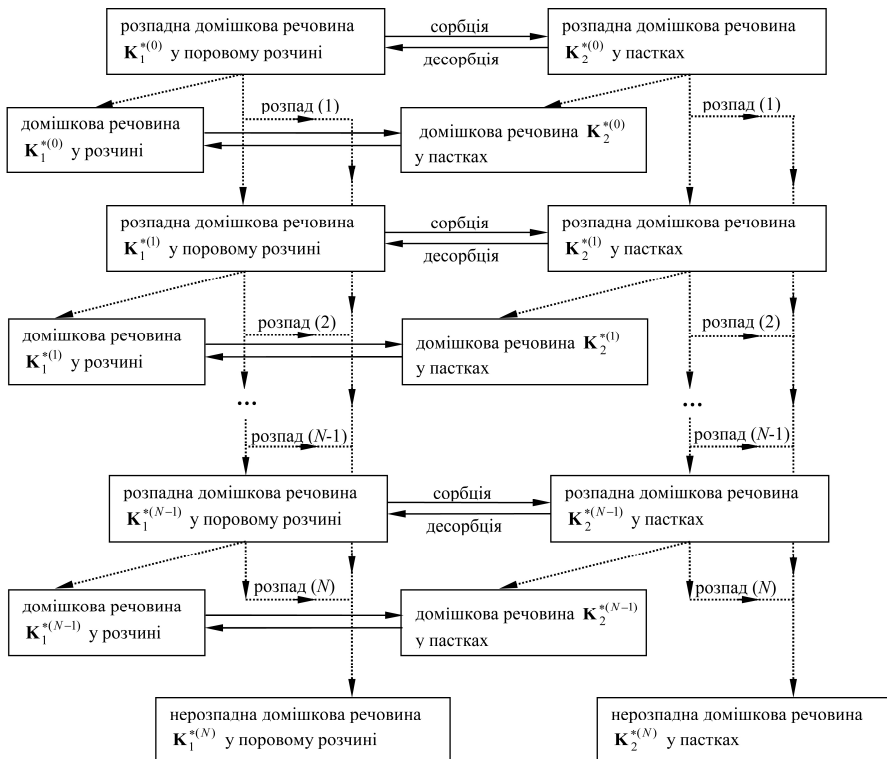 розпадна домішкова речовина
K₁*⁽⁰⁾ у поровому розчині
сорбція
десорбція
розпадна домішкова речовина
K₂*⁽⁰⁾ у пастках
домішкова речовина
K₁*⁽⁰⁾ у розчині
розпад (1)
домішкова речовина K₂*⁽⁰⁾
у пастках
розпад (1)
розпадна домішкова речовина
K₁*⁽¹⁾ у поровому розчині
сорбція
десорбція
розпадна домішкова речовина
K₂*⁽¹⁾ у пастках
домішкова речовина
K₁*⁽¹⁾ у розчині
розпад (2)
домішкова речовина K₂*⁽¹⁾
у пастках
розпад (2)
...
...
розпад (N-1)
розпад (N-1)
розпадна домішкова речовина
K₁*⁽ᴺ⁻¹⁾ у поровому розчині
сорбція
десорбція
розпадна домішкова речовина
K₂*⁽ᴺ⁻¹⁾ у пастках
домішкова речовина
K₁*⁽ᴺ⁻¹⁾ у розчині
розпад (N)
домішкова речовина K₂*⁽ᴺ⁻¹⁾
у пастках
розпад (N)
нерозпадна домішкова речовина
K₁*⁽ᴺ⁾ у поровому розчині
нерозпадна домішкова речовина
K₂*⁽ᴺ⁾ у пастках